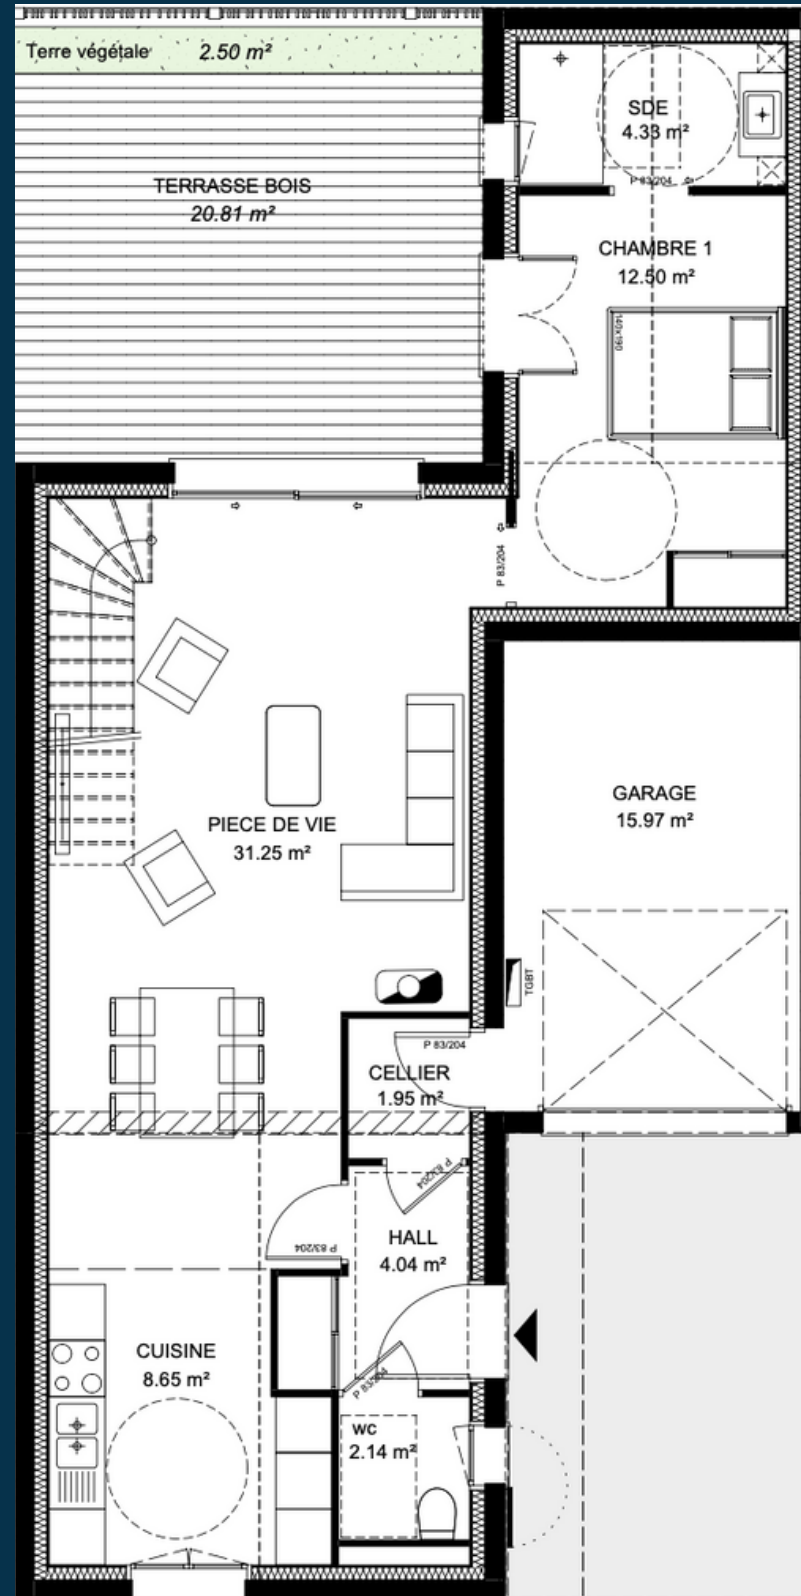 Terre végétale 2.50 m²
SDE
4.33 m²
P 83/204
TERRASSE BOIS
20.81 m²
CHAMBRE 1
12.50 m²
140x190
P 83/204
GARAGE
15.97 m²
PIECE DE VIE
31.25 m²
TGBT
P 83/204
CELLIER
1.95 m²
P 83/204
HALL
4.04 m²
P 83/204
CUISINE
8.65 m²
P 83/204
WC
2.14 m²